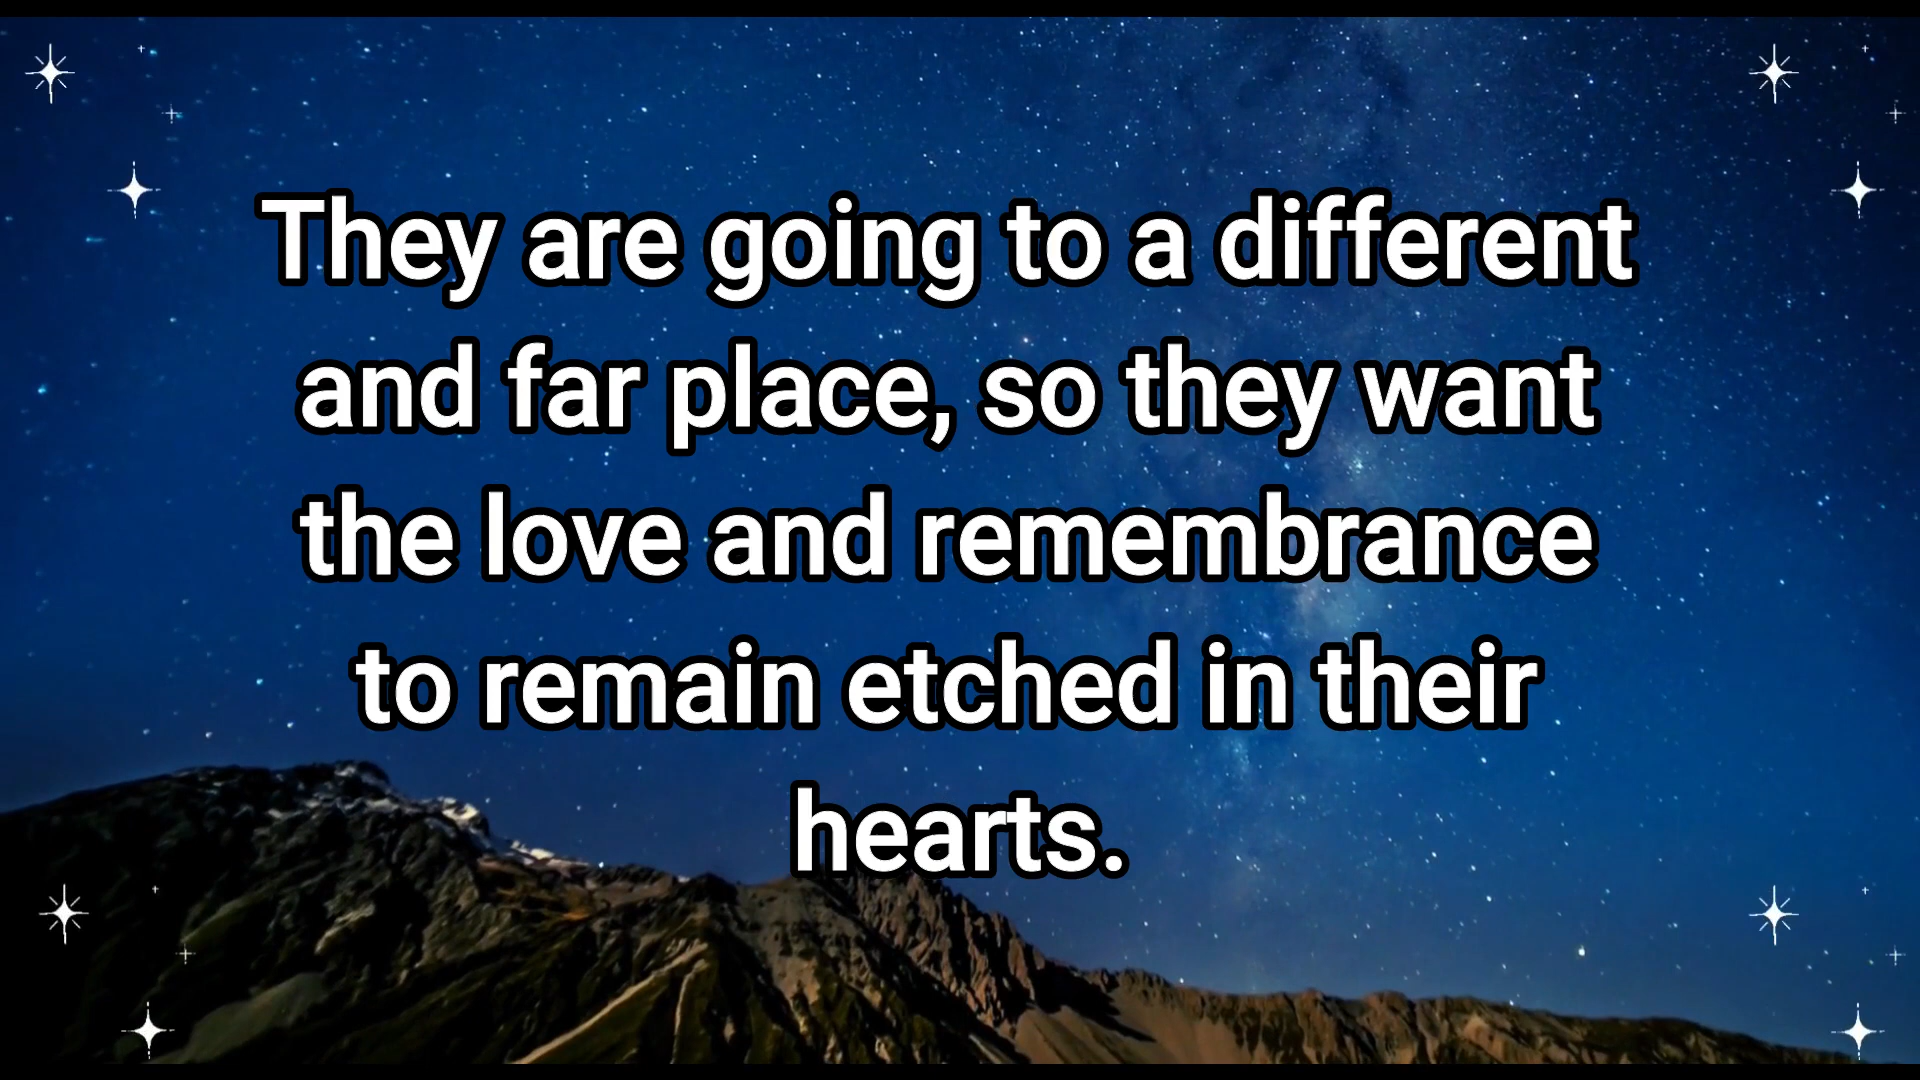 They are going to a different
and far place, so they want
the love and remembrance
to remain etched in their
hearts.